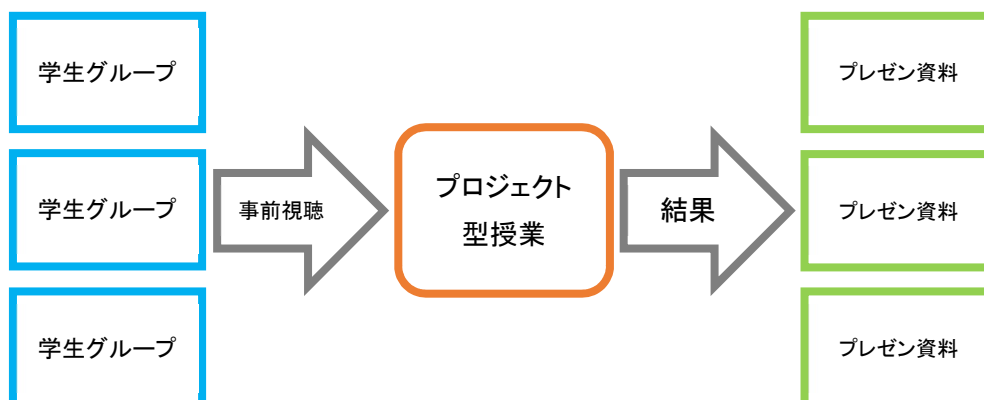 学生グループ
学生グループ
学生グループ
事前視聴
プロジェクト
型授業
結果
プレゼン資料
プレゼン資料
プレゼン資料